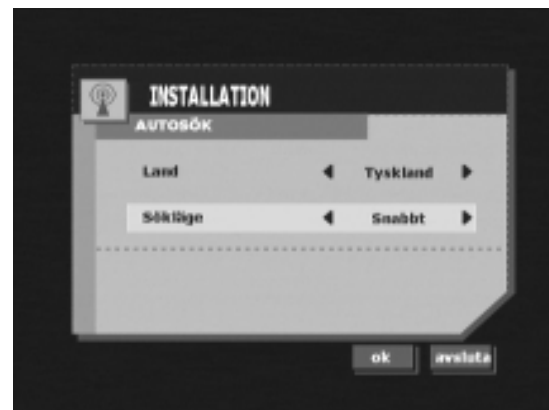 INSTALLATION
AUTOSÖK
Land Tyskland
Sökläge Snabbt
ok avsluta